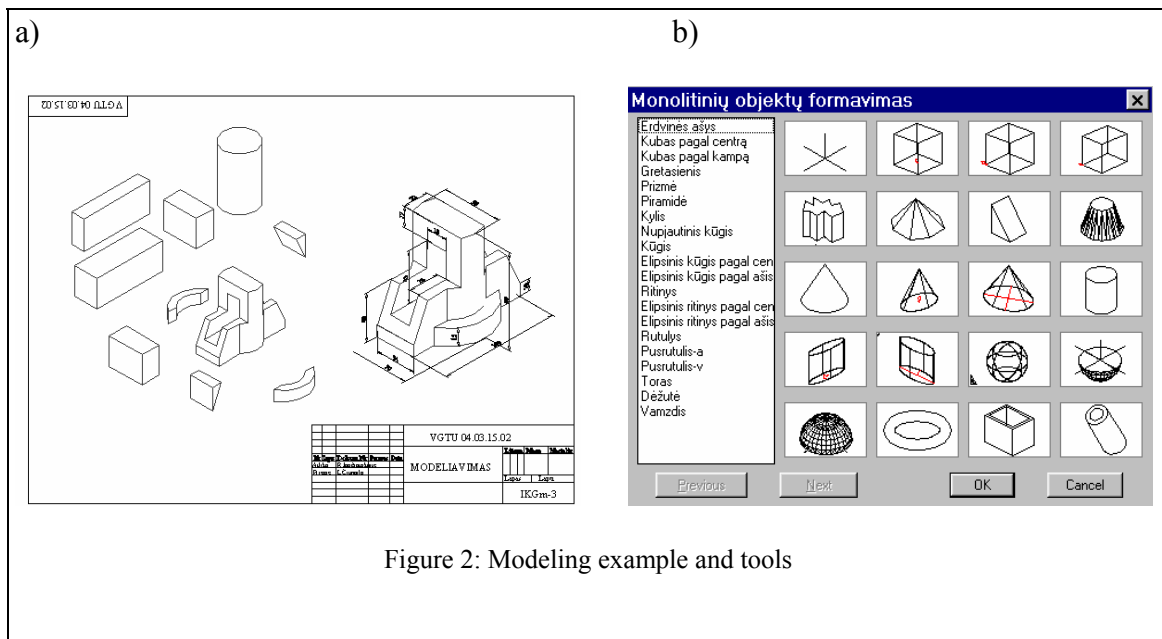 a)
b)
VGTU 04.03.15.02
VGTU 04.03.15.02
MODELIAVIMAS
IKGm-3
Monolitinių objektų formavimas
Erdvinės ašys
Kubas pagal centrą
Kubas pagal kampą
Gretasienis
Prizmė
Piramidė
Kylis
Nupjautinis kūgis
Kūgis
Elipsinis kūgis pagal cen
Elipsinis kūgis pagal ašis
Ritinys
Elipsinis ritinys pagal cen
Elipsinis ritinys pagal ašis
Rutulys
Pusrutulis-a
Pusrutulis-v
Toras
Dėžutė
Vamzdis
Previous
Next
OK
Cancel
Figure 2: Modeling example and tools